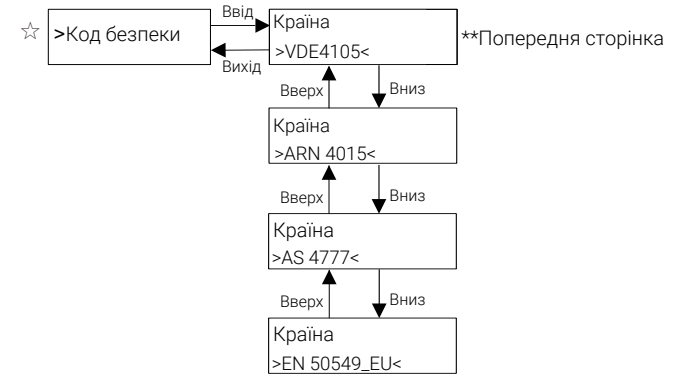 Ввід
☆ >Код безпеки
Вихід
Країна
>VDE4105<
**Попередня сторінка
Вверх
Вниз
Країна
>ARN 4015<
Вверх
Вниз
Країна
>AS 4777<
Вверх
Вниз
Країна
>EN 50549_EU<